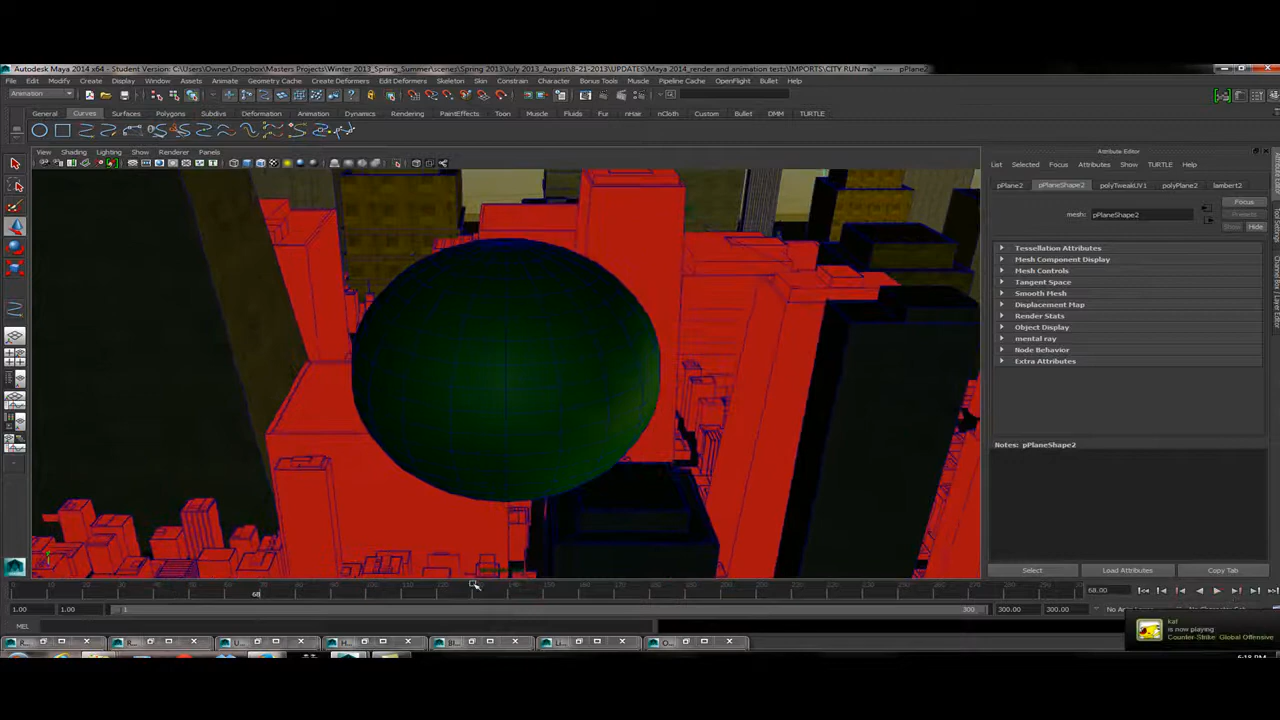 Autodesk Maya 2014 x64 - Student Version: C:\Users\Owner\Dropbox\Masters Projects\Winter 2013_Spring_Summer\scenes\Spring 2013\July 2013_August\8-21-2013\UPDATES\Maya 2014_render and animation tests\IMPORTS\CITY RUN.ma* --- pPlane2
File Edit Modify Create Display Window Assets Animate Geometry Cache Create Deformers Edit Deformers Skeleton Skin Constrain Character Bonus Tools Muscle Pipeline Cache OpenFlight Bullet Help
Animation
General Curves Surfaces Polygons Subdivs Deformation Animation Dynamics Rendering PaintEffects Toon Muscle Fluids Fur nHair nCloth Custom Bullet DMM TURTLE
View Shading Lighting Show Renderer Panels
Attribute Editor
List Selected Focus Attributes Show TURTLE Help
pPlane2 pPlaneShape2 polyTweakUV1 polyPlane2 lambert2
Focus
mesh: pPlaneShape2
Presets
Show Hide
Tessellation Attributes
Mesh Component Display
Mesh Controls
Tangent Space
Smooth Mesh
Displacement Map
Render Stats
Object Display
mental ray
Node Behavior
Extra Attributes
Notes: pPlaneShape2
Select Load Attributes Copy Tab
68
68.00
1.00 1.00 1 300 300.00 300.00
MEL
is now playing
Counter-Strike: Global Offensive
6:18 PM